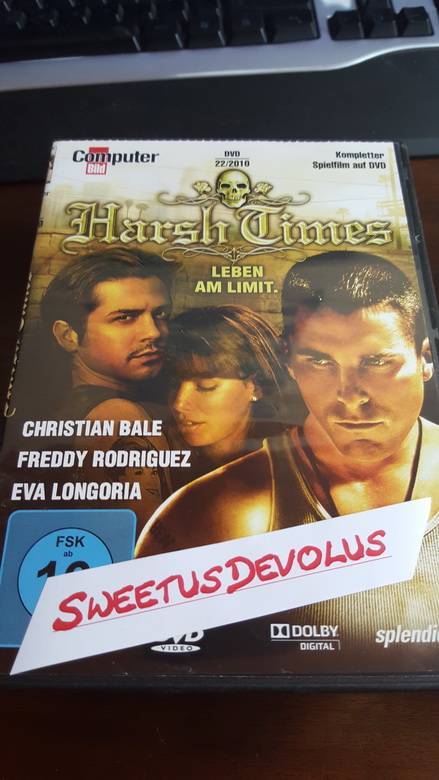 Computer
Bild
DVD
22/2010
Kompletter
Spielfilm auf DVD
Harsh Times
LEBEN
AM LIMIT.
CHRISTIAN BALE
FREDDY RODRIGUEZ
EVA LONGORIA
FSK
ab
SWEETUSDEVOLUS
VIDEO
DOLBY
DIGITAL